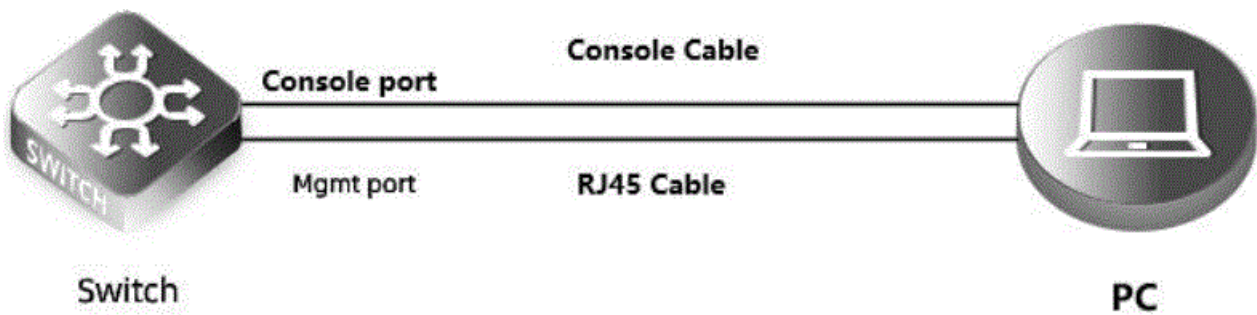 Console Cable
Console port
SWITCH
Mgmt port
RJ45 Cable
Switch
PC